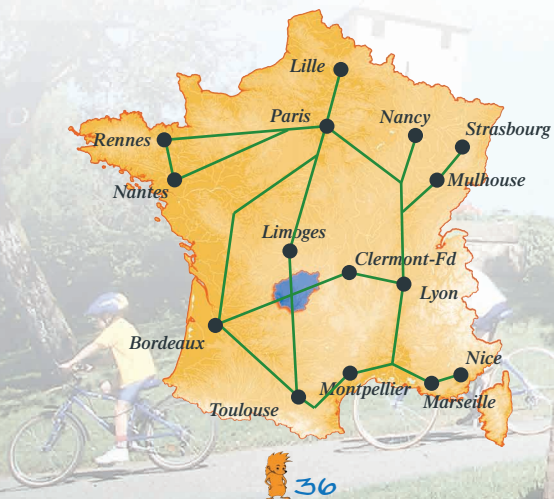 Lille
Paris
Nancy
Strasbourg
Rennes
Mulhouse
Nantes
Limoges
Clermont-Fd
Lyon
Bordeaux
Nice
Montpellier
Marseille
Toulouse
36